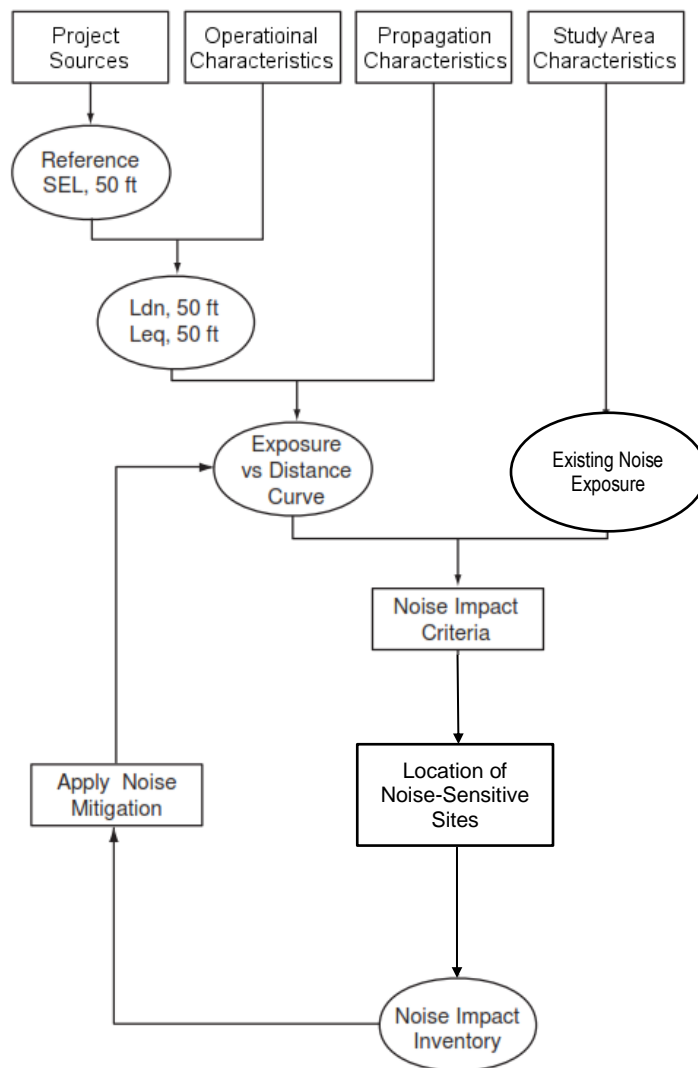 Project
Sources
Operatioinal
Characteristics
Propagation
Characteristics
Study Area
Characteristics
Reference
SEL, 50 ft
Ldn, 50 ft
Leq, 50 ft
Exposure
vs Distance
Curve
Existing Noise
Exposure
Noise Impact
Criteria
Location of
Noise-Sensitive
Sites
Apply Noise
Mitigation
Noise Impact
Inventory